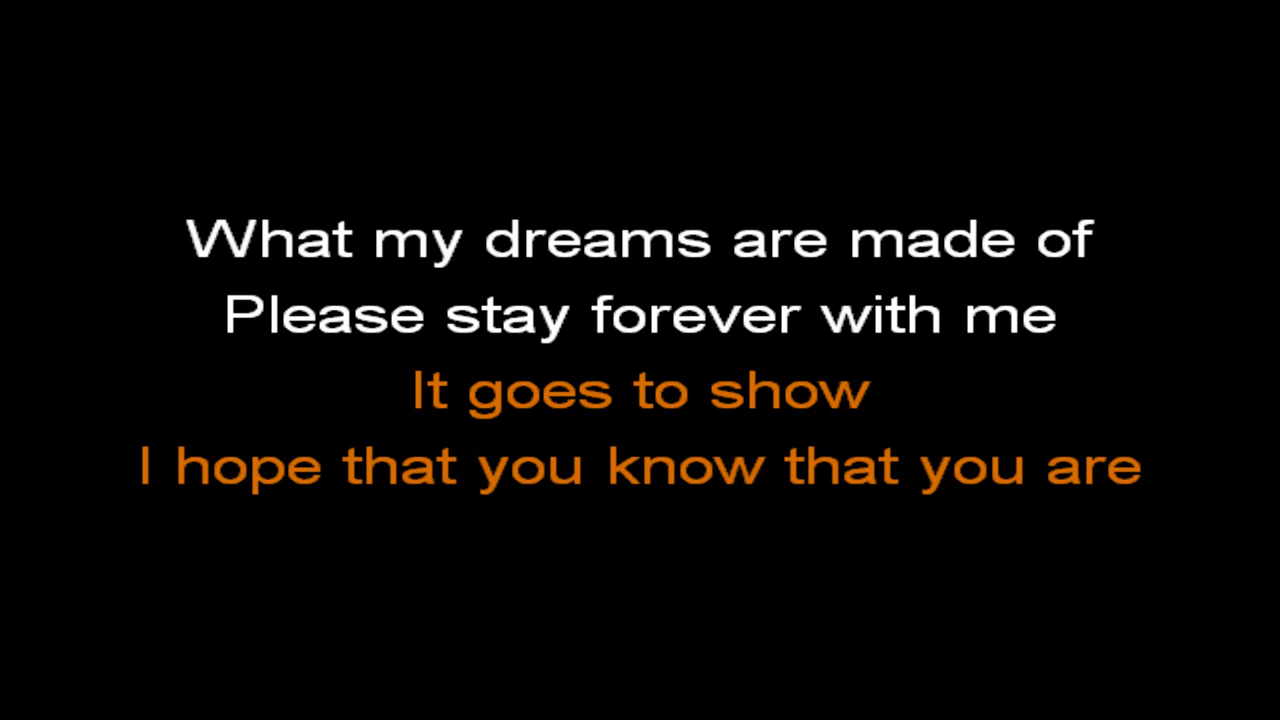 What my dreams are made of
Please stay forever with me
It goes to show
I hope that you know that you are